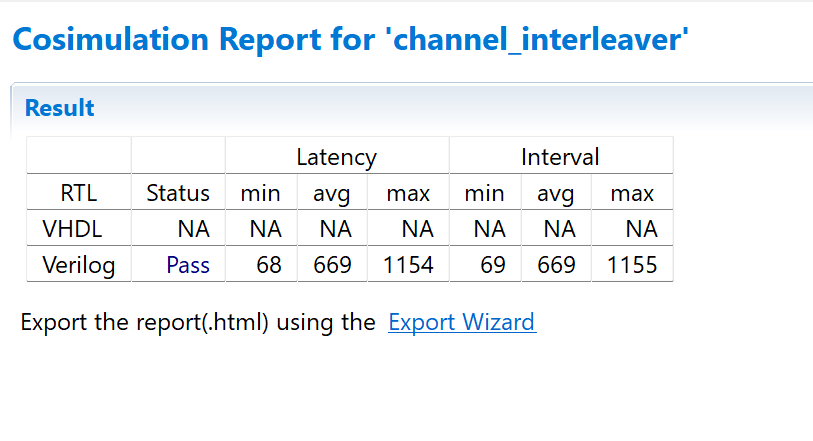 Cosimulation Report for 'channel_interleaver'
Result
Latency Interval
RTL Status min avg max min avg max
VHDL NA NA NA NA NA NA NA
Verilog Pass 68 669 1154 69 669 1155
Export the report(.html) using the Export Wizard